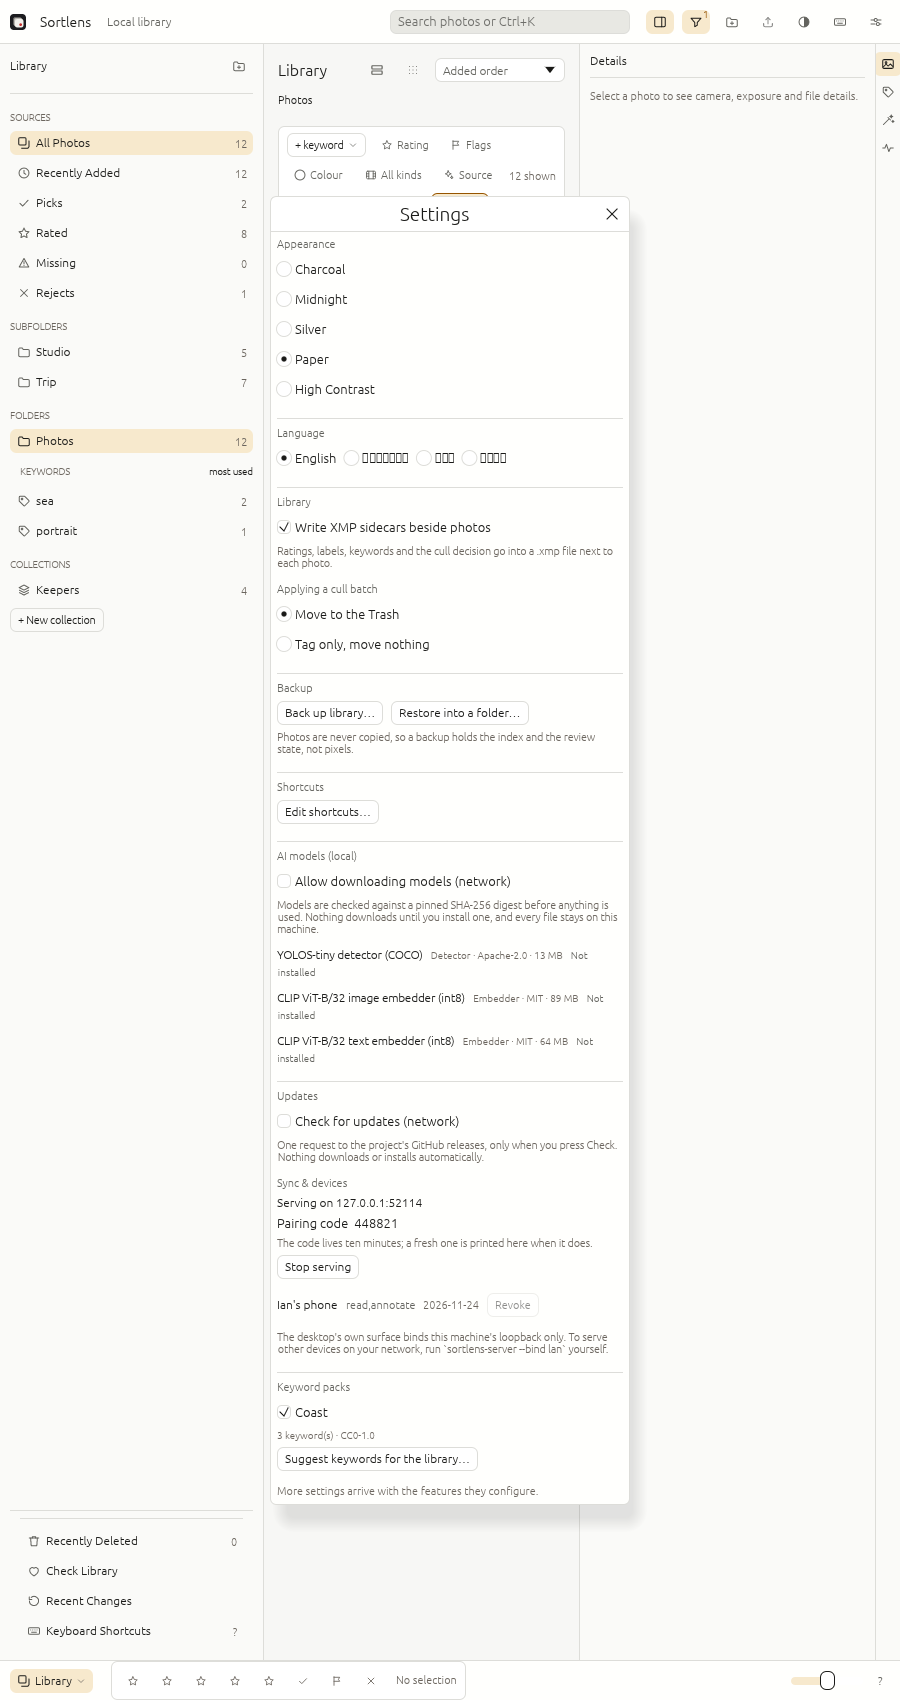 Sortlens Local library
Search photos or Ctrl+K
1
Library
SOURCES
All Photos 12
Recently Added 12
Picks 2
Rated 8
Missing 0
Rejects 1
SUBFOLDERS
Studio 5
Trip 7
FOLDERS
Photos 12
KEYWORDS most used
sea 2
portrait 1
COLLECTIONS
Keepers 4
+ New collection
Recently Deleted 0
Check Library
Recent Changes
Keyboard Shortcuts ?
Library
Added order
Photos
+ keyword Rating Flags
Colour All kinds Source 12 shown
Details
Select a photo to see camera, exposure and file details.
Settings
Appearance
Charcoal
Midnight
Silver
Paper
High Contrast
Language
English
Library
Write XMP sidecars beside photos
Ratings, labels, keywords and the cull decision go into a .xmp file next to
each photo.
Applying a cull batch
Move to the Trash
Tag only, move nothing
Backup
Back up library... Restore into a folder...
Photos are never copied, so a backup holds the index and the review
state, not pixels.
Shortcuts
Edit shortcuts...
AI models (local)
Allow downloading models (network)
Models are checked against a pinned SHA-256 digest before anything is
used. Nothing downloads until you install one, and every file stays on this
machine.
YOLOS-tiny detector (COCO) Detector · Apache-2.0 · 13 MB Not
installed
CLIP ViT-B/32 image embedder (int8) Embedder · MIT · 89 MB Not
installed
CLIP ViT-B/32 text embedder (int8) Embedder · MIT · 64 MB Not
installed
Updates
Check for updates (network)
One request to the project's GitHub releases, only when you press Check.
Nothing downloads or installs automatically.
Sync & devices
Serving on 127.0.0.1:52114
Pairing code 448821
The code lives ten minutes; a fresh one is printed here when it does.
Stop serving
Ian's phone read,annotate 2026-11-24 Revoke
The desktop's own surface binds this machine's loopback only. To serve
other devices on your network, run `sortlens-server --bind lan` yourself.
Keyword packs
Coast
3 keyword(s) · CC0-1.0
Suggest keywords for the library...
More settings arrive with the features they configure.
Library
No selection
?